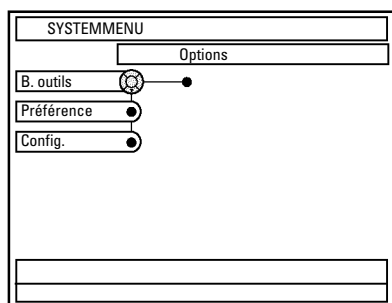 SYSTEMMENU
Options
B. outils
Préférence
Config.